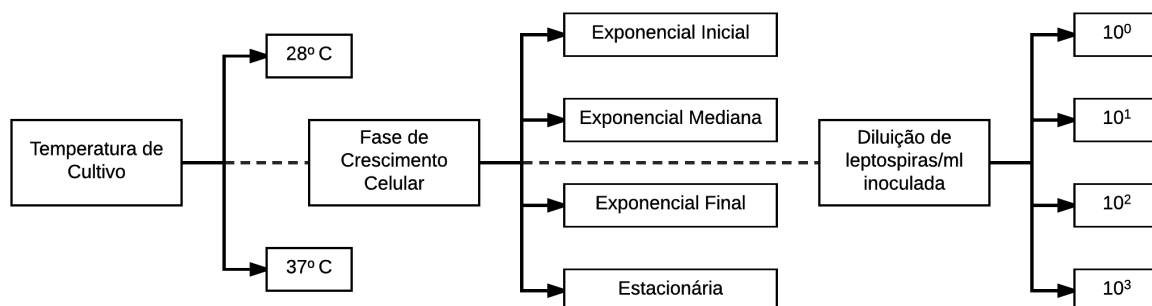 Temperatura de
Cultivo
28º C
37º C
Fase de
Crescimento
Celular
Exponencial Inicial
Exponencial Mediana
Exponencial Final
Estacionária
Diluição de
leptospiras/ml
inoculada
10⁰
10¹
10²
10³